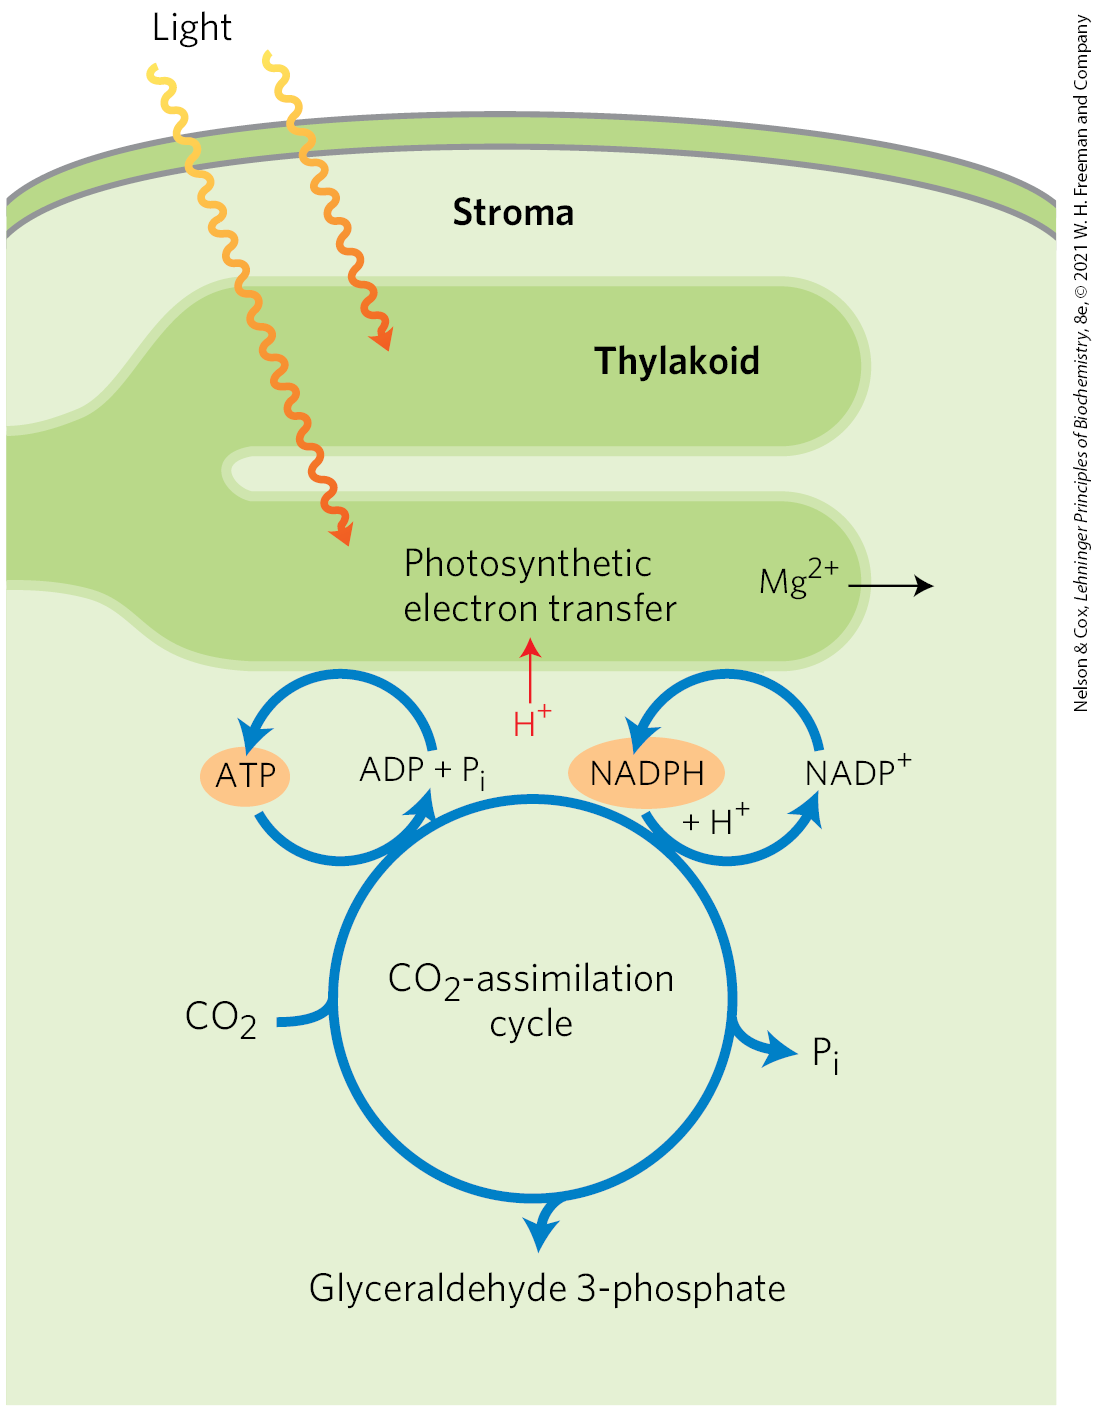 Light
Stroma
Thylakoid
Photosynthetic
electron transfer
Mg²⁺
H⁺
ATP
ADP + Pᵢ
NADPH
+ H⁺
NADP⁺
CO₂-assimilation
cycle
CO₂
Pᵢ
Glyceraldehyde 3-phosphate
Nelson & Cox, Lehninger Principles of Biochemistry, 8e, © 2021 W. H. Freeman and Company